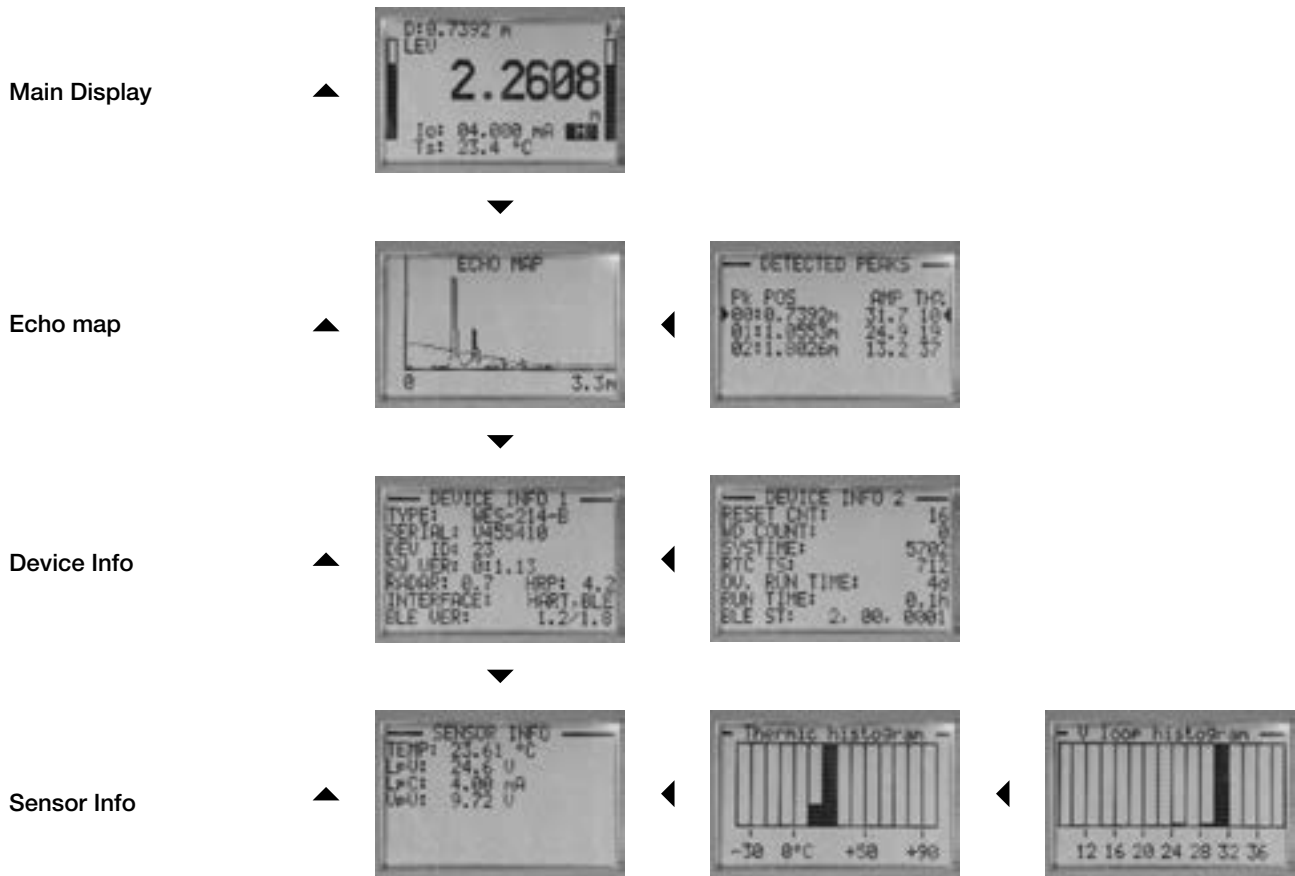 Main Display
D:0.7392 m
LEV
2.2608
m
Io: 04.000 mA H
Ts: 23.4 °C
Echo map
ECHO MAP
0 3.3m
DETECTED PEAKS
Pk POS AMP TH%
00:0.7392m 31.7 10
01:1.0553m 24.9 19
02:1.8026m 13.2 37
Device Info
DEVICE INFO 1
TYPE: WES-214-B
SERIAL: V455410
DEV ID: 23
SW VER: 0:1.13
RADAR: 0.7 HRP: 4.2
INTERFACE: HART,BLE
BLE VER: 1.2/1.8
DEVICE INFO 2
RESET CNT: 16
WD COUNT:
SYSTIME: 5702
RTC TS: 712
OV. RUN TIME: 4d
RUN TIME: 0.1h
BLE ST: 2, 00, 0001
Sensor Info
SENSOR INFO
TEMP: 23.61 °C
LpV: 24.6 V
LpC: 4.00 mA
9.72 V
Thermic histogram
-30 0°C +50 +90
V loop histogram
12 16 20 24 28 32 36